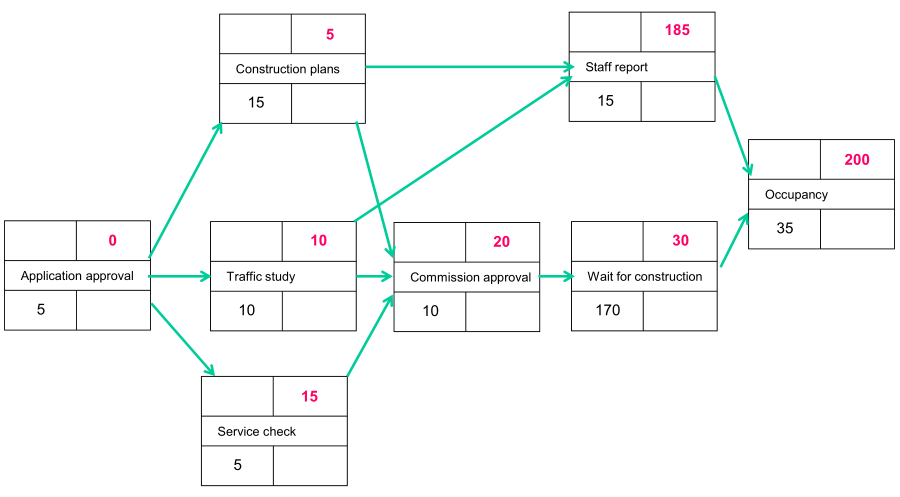 5
Construction plans
15
185
Staff report
15
200
Occupancy
35
0
Application approval
5
10
Traffic study
10
20
Commission approval
10
30
Wait for construction
170
15
Service check
5